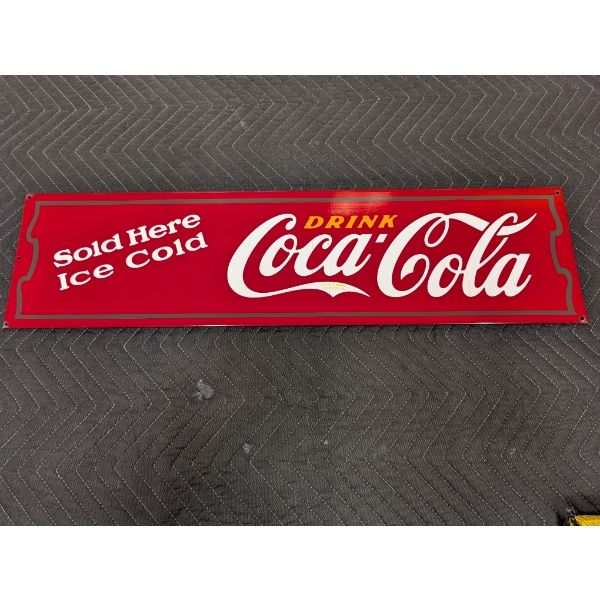 Sold Here
Ice Cold
DRINK
Coca-Cola